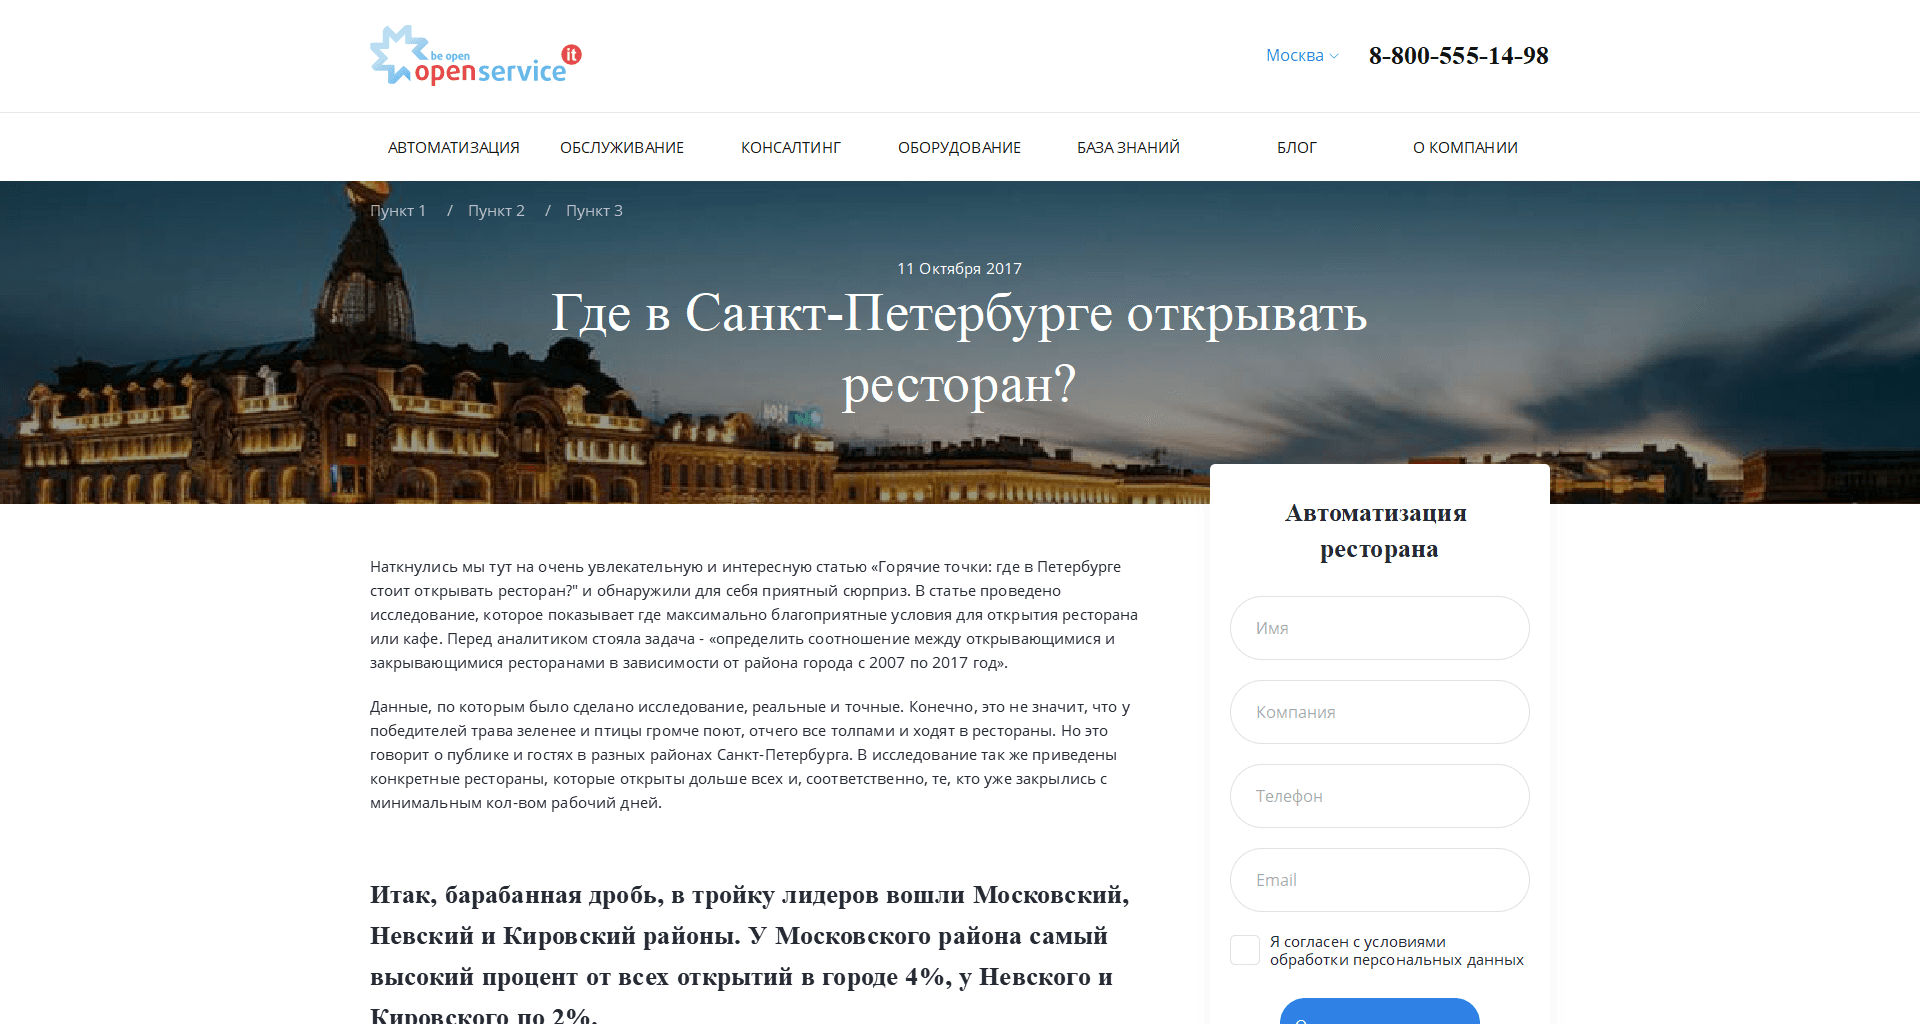 be open
openservice it
Москва
8-800-555-14-98
АВТОМАТИЗАЦИЯ ОБСЛУЖИВАНИЕ КОНСАЛТИНГ ОБОРУДОВАНИЕ БАЗА ЗНАНИЙ БЛОГ О КОМПАНИИ
Пункт 1 / Пункт 2 / Пункт 3
11 Октября 2017
Где в Санкт-Петербурге открывать
ресторан?
Наткнулись мы тут на очень увлекательную и интересную статью «Горячие точки: где в Петербурге
стоит открывать ресторан?" и обнаружили для себя приятный сюрприз. В статье проведено
исследование, которое показывает где максимально благоприятные условия для открытия ресторана
или кафе. Перед аналитиком стояла задача - «определить соотношение между открывающимися и
закрывающимися ресторанами в зависимости от района города с 2007 по 2017 год».
Данные, по которым было сделано исследование, реальные и точные. Конечно, это не значит, что у
победителей трава зеленее и птицы громче поют, отчего все толпами и ходят в рестораны. Но это
говорит о публике и гостях в разных районах Санкт-Петербурга. В исследование так же приведены
конкретные рестораны, которые открыты дольше всех и, соответственно, те, кто уже закрылись с
минимальным кол-вом рабочий дней.
Итак, барабанная дробь, в тройку лидеров вошли Московский,
Невский и Кировский районы. У Московского района самый
высокий процент от всех открытий в городе 4%, у Невского и
Кировского по 2%.
Автоматизация
ресторана
Имя
Компания
Телефон
Email
Я согласен с условиями
обработки персональных данных